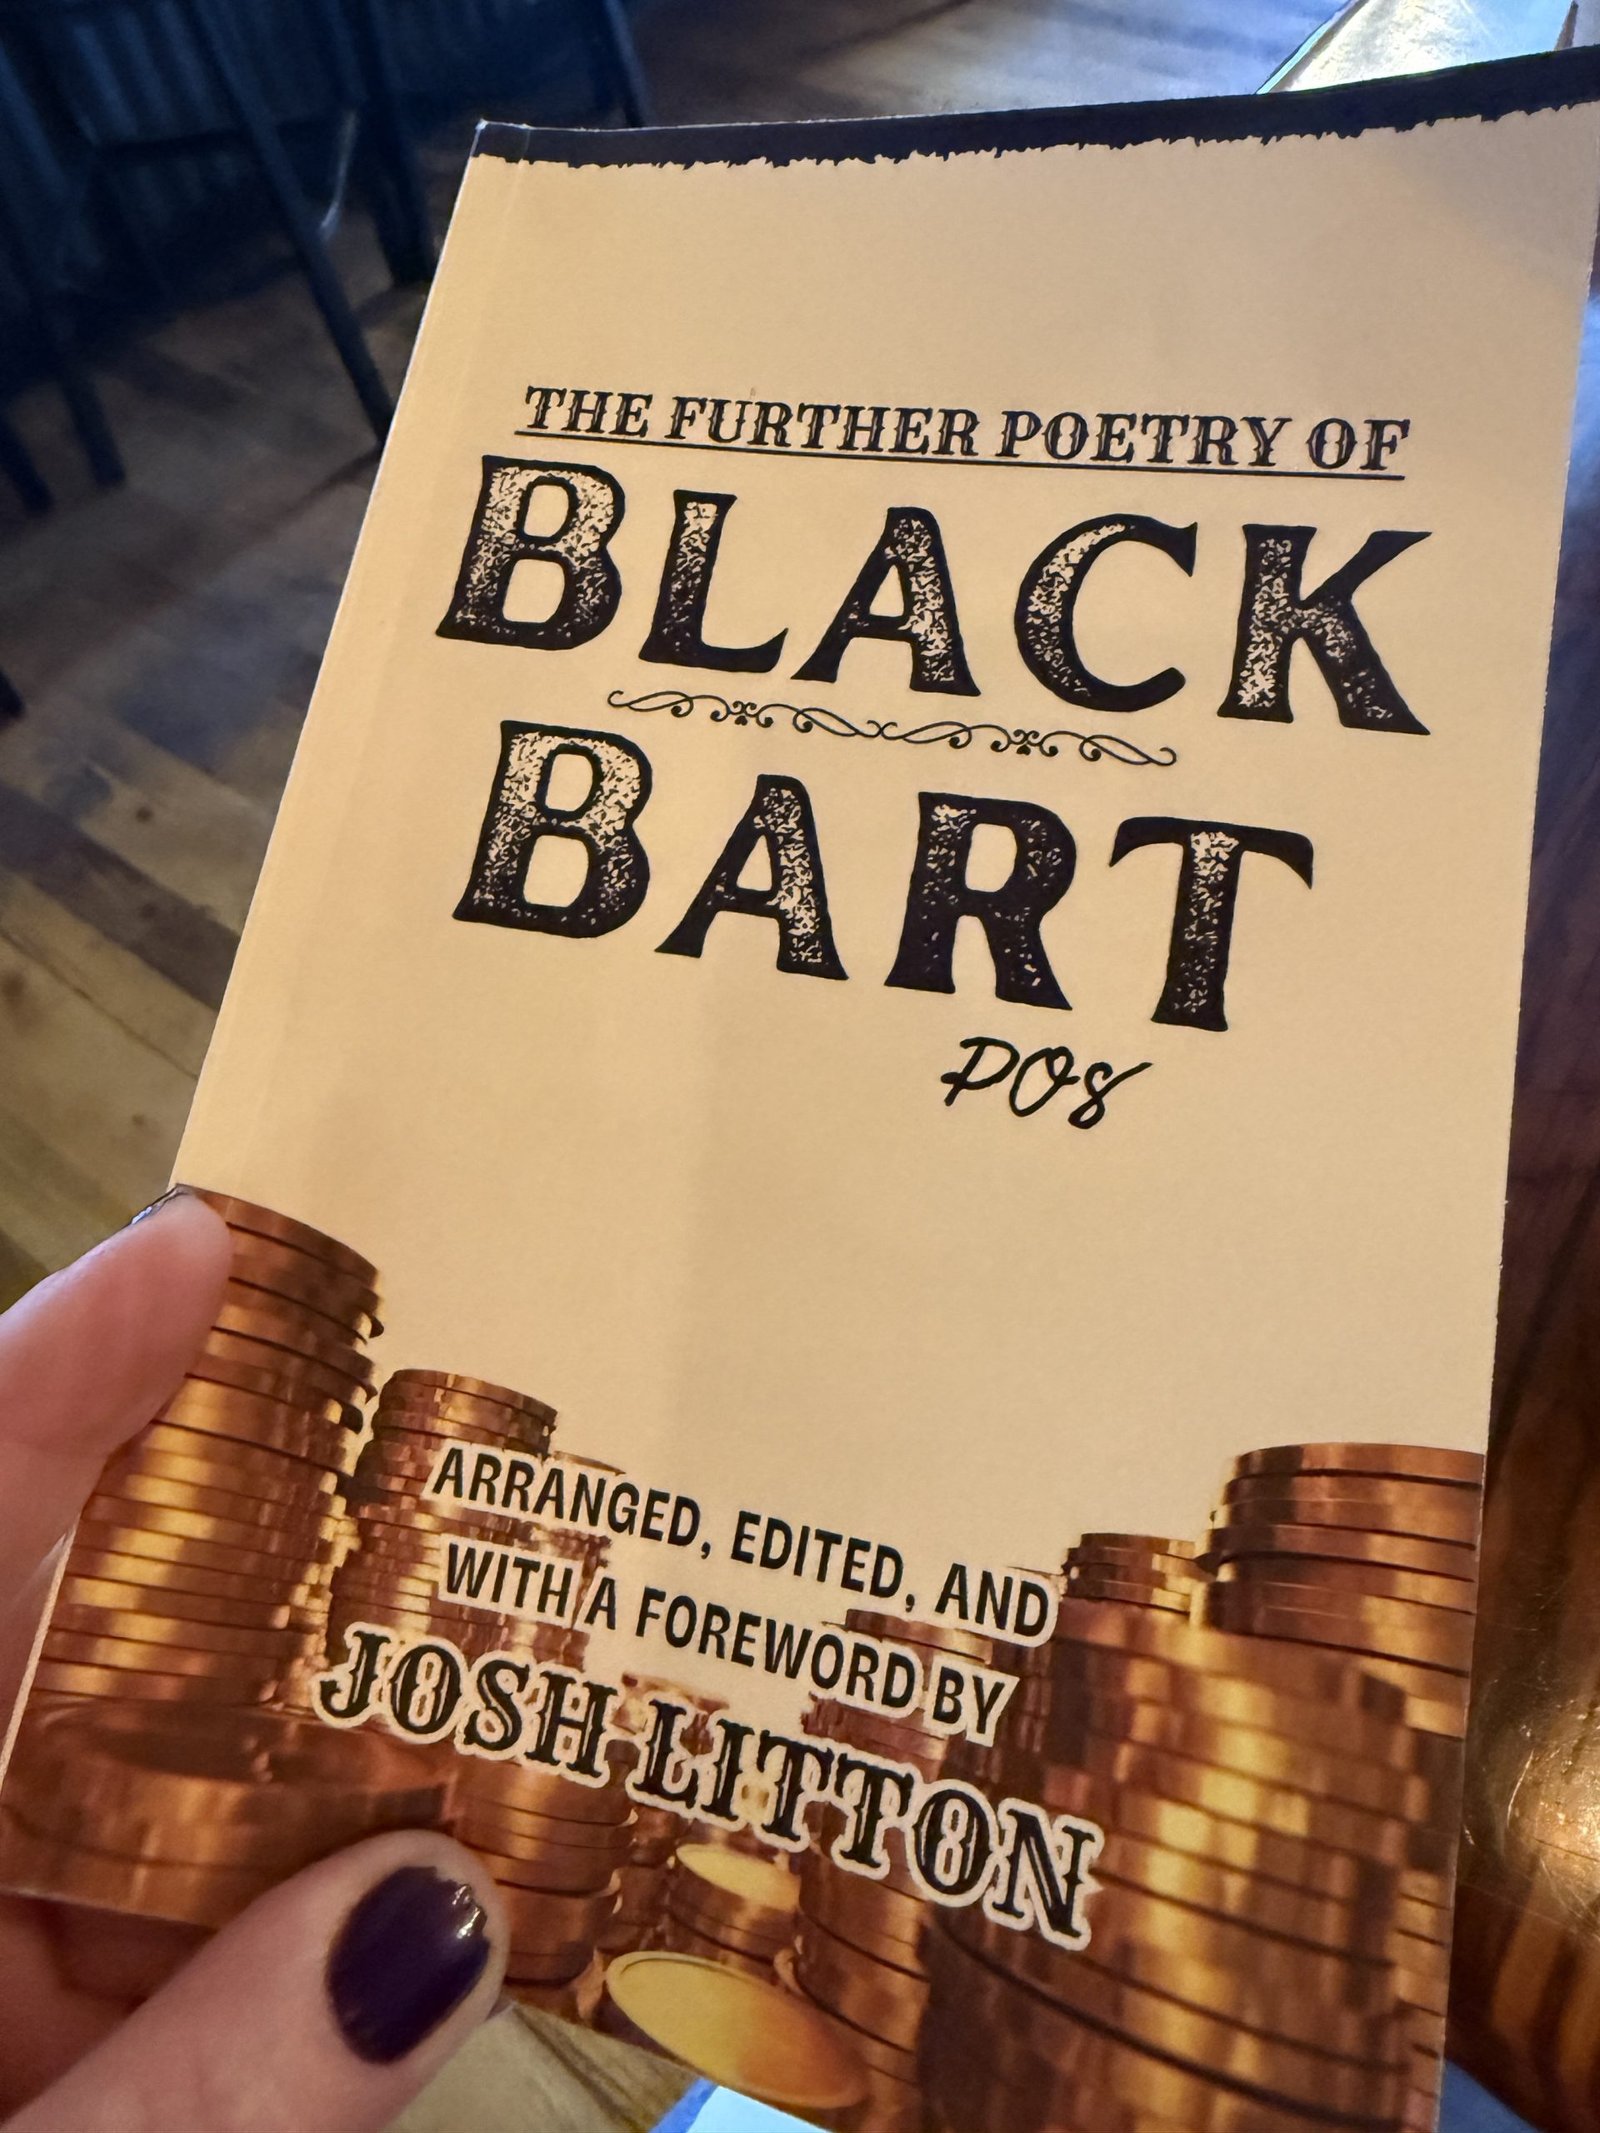 THE FURTHER POETRY OF
BLACK
BART
PO8
ARRANGED, EDITED, AND
WITH A FOREWORD BY
JOSH LITTON